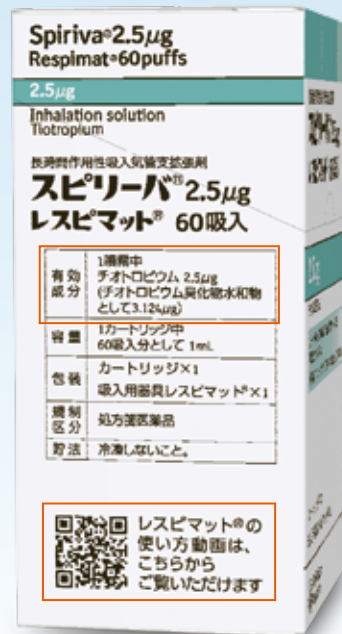 Spiriva®2.5μg
Respimat®60puffs
2.5μg
Inhalation solution
Tiotropium
長時間作用性吸入気管支拡張剤
スピリーバ®2.5μg
レスピマット® 60吸入
有効成分 1噴霧中
チオトロピウム 2.5μg
(チオトロピウム臭化物水和物
として3.124μg)
容量 1カートリッジ中
60吸入分として 1mL
包装 カートリッジ×1
吸入用器具レスピマット®×1
規制区分 処方箋医薬品
貯法 冷凍しないこと。
レスピマット®の
使い方動画は、
こちらから
ご覧いただけます